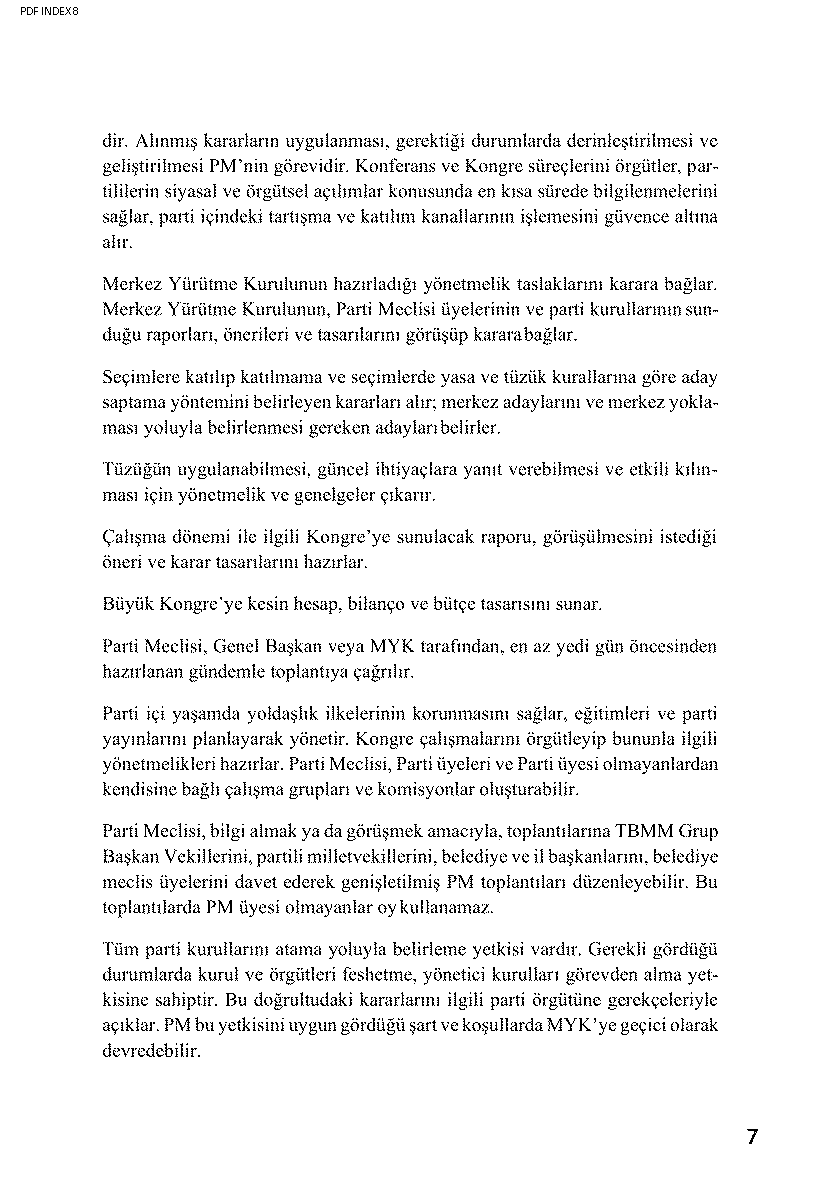 PDF INDEX 8
dir. Alınmış kararların uygulanması, gerektiği durumlarda derinleştirilmesi ve
geliştirilmesi PM’nin görevidir. Konferans ve Kongre süreçlerini örgütler, par-
tililerin siyasal ve örgütsel açılımlar konusunda en kısa sürede bilgilenmelerini
sağlar, parti içindeki tartışma ve katılım kanallarının işlemesini güvence altına
alır.
Merkez Yürütme Kurulunun hazırladığı yönetmelik taslaklarını karara bağlar.
Merkez Yürütme Kurulunun, Parti Meclisi üyelerinin ve parti kurullarının sun-
duğu raporları, önerileri ve tasarılarını görüşüp karara bağlar.
Seçimlere katılıp katılmama ve seçimlerde yasa ve tüzük kurallarına göre aday
saptama yöntemini belirleyen kararları alır; merkez adaylarını ve merkez yokla-
ması yoluyla belirlenmesi gereken adayları belirler.
Tüzüğün uygulanabilmesi, güncel ihtiyaçlara yanıt verebilmesi ve etkili kılın-
ması için yönetmelik ve genelgeler çıkarır.
Çalışma dönemi ile ilgili Kongre’ye sunulacak raporu, görüşülmesini istediği
öneri ve karar tasarılarını hazırlar.
Büyük Kongre’ye kesin hesap, bilanço ve bütçe tasarısını sunar.
Parti Meclisi, Genel Başkan veya MYK tarafından, en az yedi gün öncesinden
hazırlanan gündemle toplantıya çağrılır.
Parti içi yaşamda yoldaşlık ilkelerinin korunmasını sağlar, eğitimleri ve parti
yayınlarını planlayarak yönetir. Kongre çalışmalarını örgütleyip bununla ilgili
yönetmelikleri hazırlar. Parti Meclisi, Parti üyeleri ve Parti üyesi olmayanlardan
kendisine bağlı çalışma grupları ve komisyonlar oluşturabilir.
Parti Meclisi, bilgi almak ya da görüşmek amacıyla, toplantılarına TBMM Grup
Başkan Vekillerini, partili milletvekillerini, belediye ve il başkanlarını, belediye
meclis üyelerini davet ederek genişletilmiş PM toplantıları düzenleyebilir. Bu
toplantılarda PM üyesi olmayanlar oy kullanamaz.
Tüm parti kurullarını atama yoluyla belirleme yetkisi vardır. Gerekli gördüğü
durumlarda kurul ve örgütleri feshetme, yönetici kurulları görevden alma yet-
kisine sahiptir. Bu doğrultudaki kararlarını ilgili parti örgütüne gerekçeleriyle
açıklar. PM bu yetkisini uygun gördüğü şart ve koşullarda MYK’ye geçici olarak
devredebilir.
7